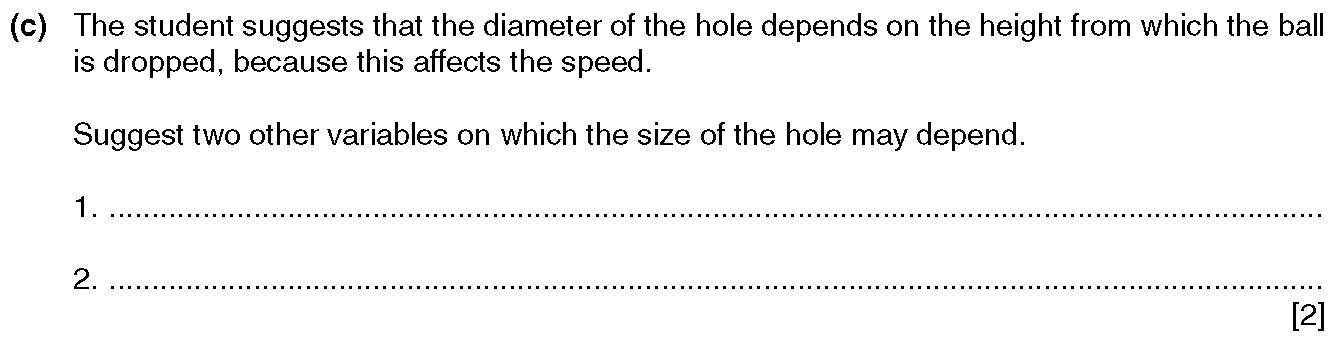 (c) The student suggests that the diameter of the hole depends on the height from which the ball
is dropped, because this affects the speed.
Suggest two other variables on which the size of the hole may depend.
1. ....................................................................................................................................................
2. ....................................................................................................................................................
[2]